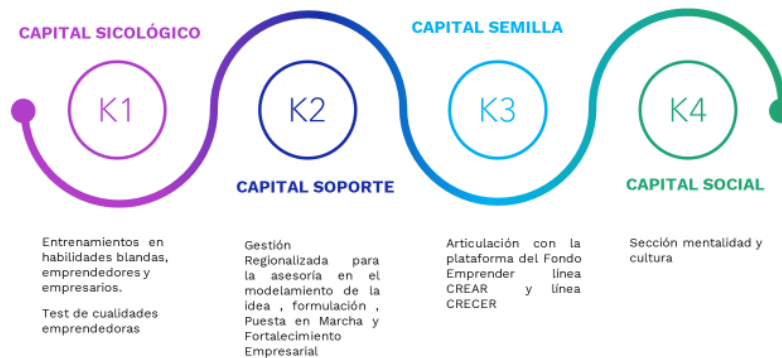 CAPITAL SICOLÓGICO
K1
Entrenamientos en
habilidades blandas,
emprendedores y
empresarios.
Test de cualidades
emprendedoras
K2
CAPITAL SOPORTE
Gestión
Regionalizada para
la asesoría en el
modelamiento de la
idea , formulación ,
Puesta en Marcha y
Fortalecimiento
Empresarial
CAPITAL SEMILLA
K3
Articulación con la
plataforma del Fondo
Emprender linea
CREAR y línea
CRECER
K4
CAPITAL SOCIAL
Sección mentalidad y
cultura